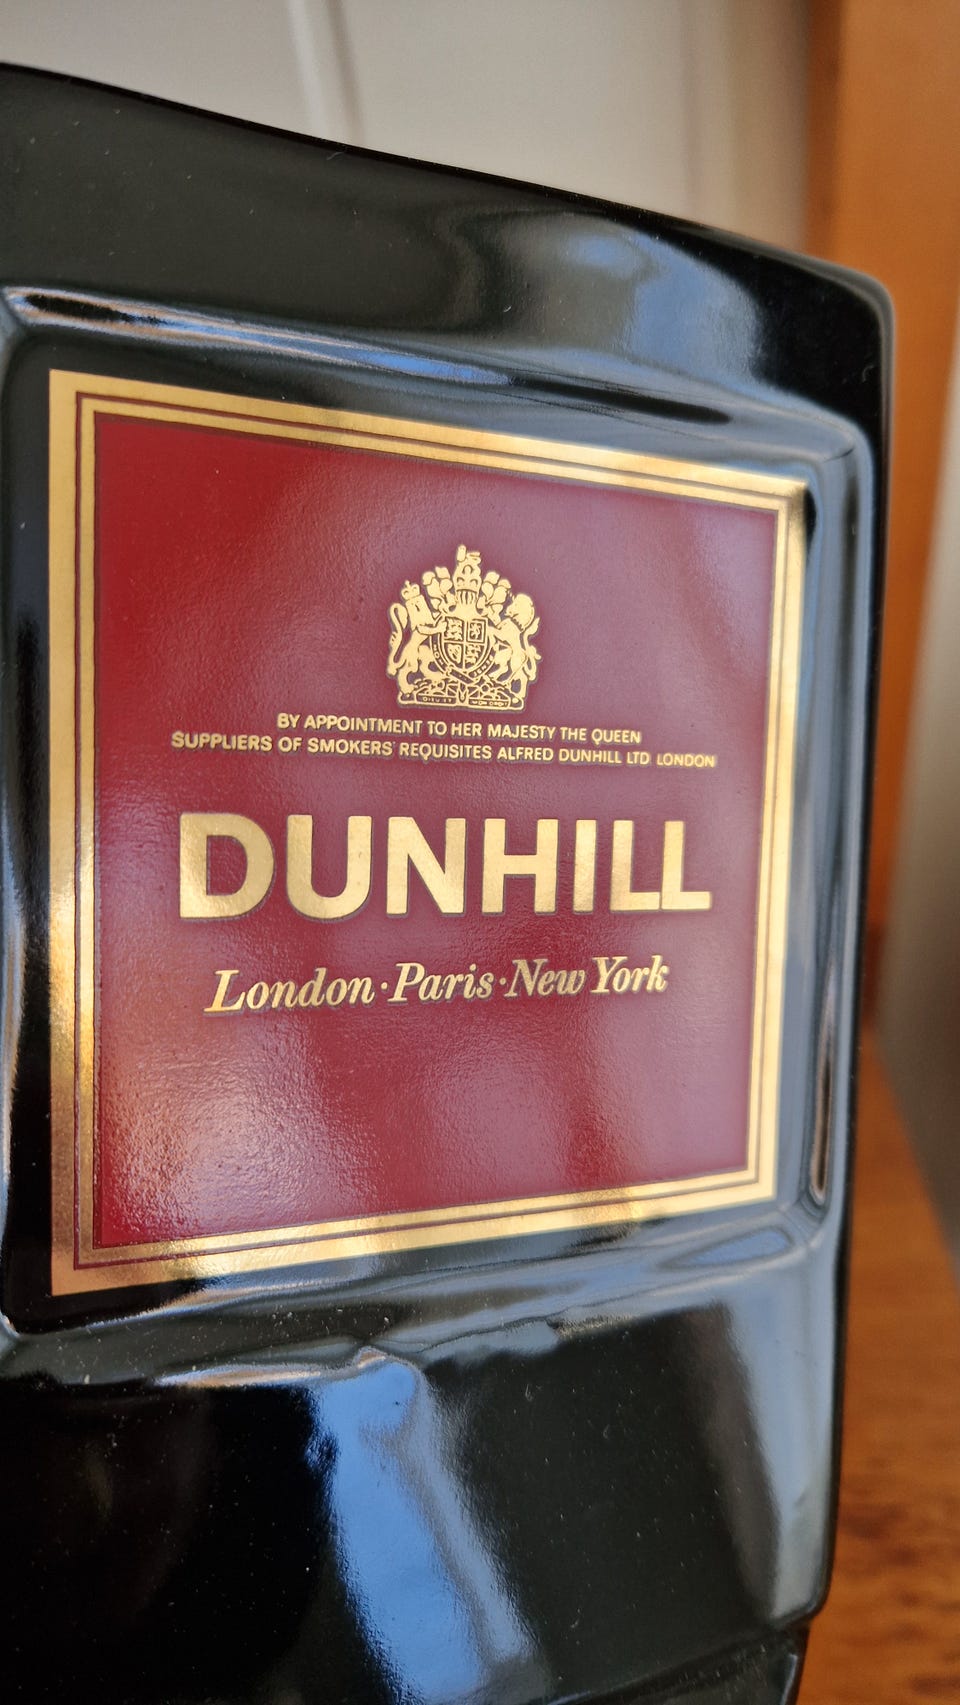 BY APPOINTMENT TO HER MAJESTY THE QUEEN
SUPPLIERS OF SMOKERS' REQUISITES ALFRED DUNHILL LTD LONDON
DUNHILL
London·Paris·New York